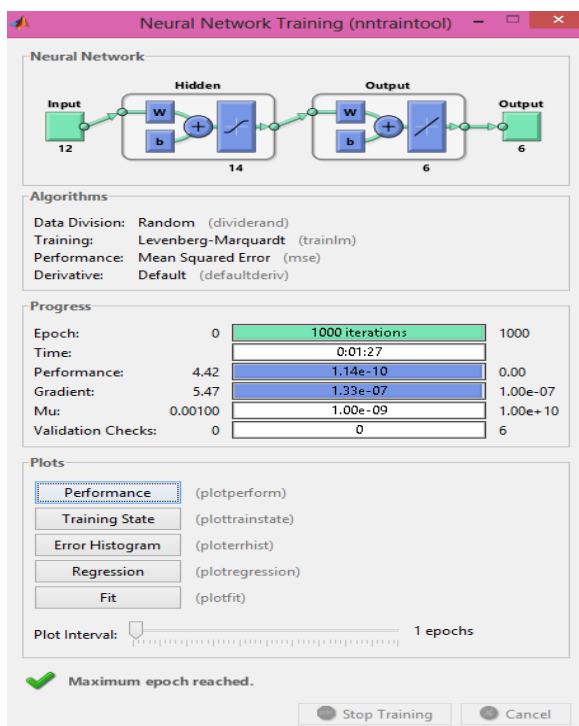 Neural Network Training (nntraintool)
Neural Network
Hidden
Output
Input
W
b
W
b
Output
12
14
6
6
Algorithms
Data Division: Random (dividerand)
Training: Levenberg-Marquardt (trainlm)
Performance: Mean Squared Error (mse)
Derivative: Default (defaultderiv)
Progress
Epoch: 0 1000 iterations 1000
Time: 0:01:27
Performance: 4.42 1.14e-10 0.00
Gradient: 5.47 1.33e-07 1.00e-07
Mu: 0.00100 1.00e-09 1.00e+10
Validation Checks: 0 0 6
Plots
Performance (plotperform)
Training State (plottrainstate)
Error Histogram (ploterrhist)
Regression (plotregression)
Fit (plotfit)
Plot Interval: 1 epochs
Maximum epoch reached.
Stop Training Cancel